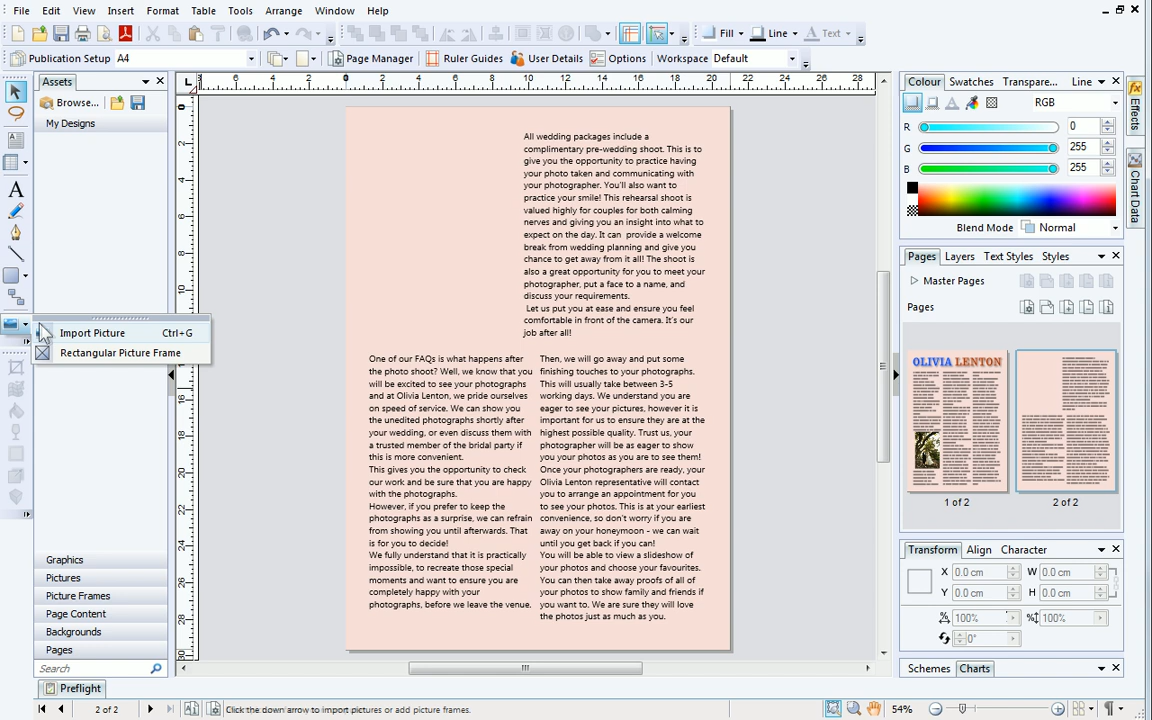 File Edit View Insert Format Table Tools Arrange Window Help
Fill Line Text
Publication Setup A4 Page Manager Ruler Guides User Details Options Workspace Default
Assets
Browse...
My Designs
Import Picture Ctrl+G
Rectangular Picture Frame
Graphics
Pictures
Picture Frames
Page Content
Backgrounds
Pages
Search
Preflight
6 4 2 0 2 4 6 8 10 12 14 16 18 20 22 24 26 28
All wedding packages include a
complimentary pre-wedding shoot. This is to
give you the opportunity to practice having
your photo taken and communicating with
your photographer. You'll also want to
practice your smile! This rehearsal shoot is
valued highly for couples for both calming
nerves and giving you an insight into what to
expect on the day. It can provide a welcome
break from wedding planning and give you
chance to get away from it all! The shoot is
also a great opportunity for you to meet your
photographer, put a face to a name, and
discuss your requirements.
Let us put you at ease and ensure you feel
comfortable in front of the camera. It's our
job after all!
One of our FAQs is what happens after
the photo shoot? Well, we know that you
will be excited to see your photographs
and at Olivia Lenton, we pride ourselves
on speed of service. We can show you
the unedited photographs shortly after
your wedding, or even discuss them with
a trusted member of the bridal party if
this is more convenient.
This gives you the opportunity to check
our work and be sure that you are happy
with the photographs.
However, if you prefer to keep the
photographs as a surprise, we can refrain
from showing you until afterwards. That
is for you to decide!
We fully understand that it is practically
impossible, to recreate those special
moments and want to ensure you are
completely happy with your
photographs, before we leave the venue.
Then, we will go away and put some
finishing touches to your photographs.
This will usually take between 3-5
working days. We understand you are
eager to see your pictures, however it is
important for us to ensure they are at the
highest possible quality. Trust us, your
photographer will be as eager to show
you your photos as you are to see them!
Once your photographers are ready, your
Olivia Lenton representative will contact
you to arrange an appointment for you
to see your photos. This is at your earliest
convenience, so don't worry if you are
away on your honeymoon - we can wait
until you get back if you can!
You will be able to view a slideshow of
your photos and choose your favourites.
You can then take away proofs of all of
your photos to show family and friends if
you want to. We are sure they will love
the photos just as much as you.
Colour Swatches Transpare... Line
RGB
R 0
G 255
B 255
Blend Mode Normal
Effects
Chart Data
Pages Layers Text Styles Styles
Master Pages
Pages
OLIVIA LENTON
1 of 2 2 of 2
Transform Align Character
X 0.0 cm W 0.0 cm
Y 0.0 cm H 0.0 cm
100% 100%
0°
Schemes Charts
2 of 2 Click the down arrow to import pictures or add picture frames. 54%